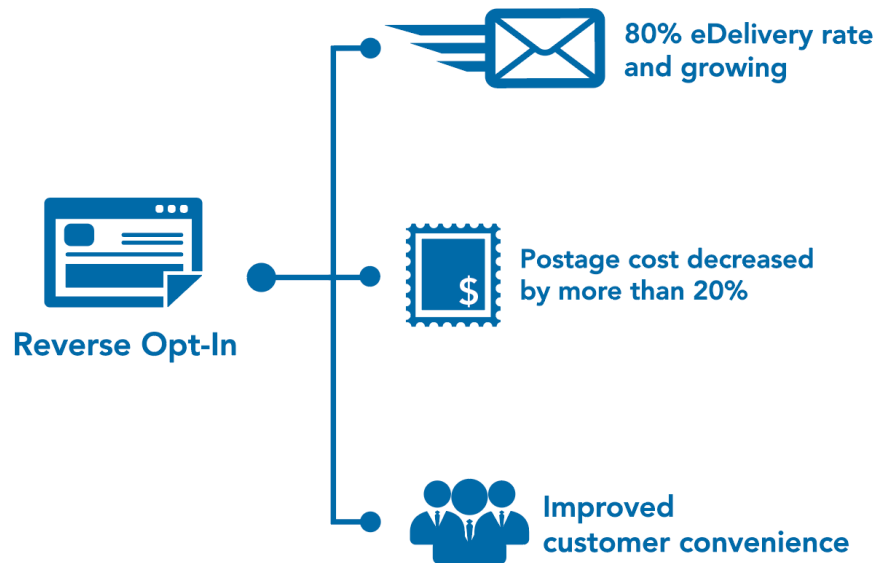 80% eDelivery rate
and growing
$
Postage cost decreased
by more than 20%
Reverse Opt-In
Improved
customer convenience